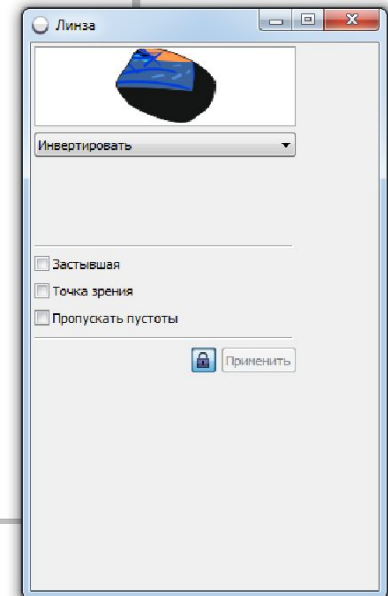 Линза
Инвертировать
Застывшая
Точка зрения
Пропускать пустоты
Применить